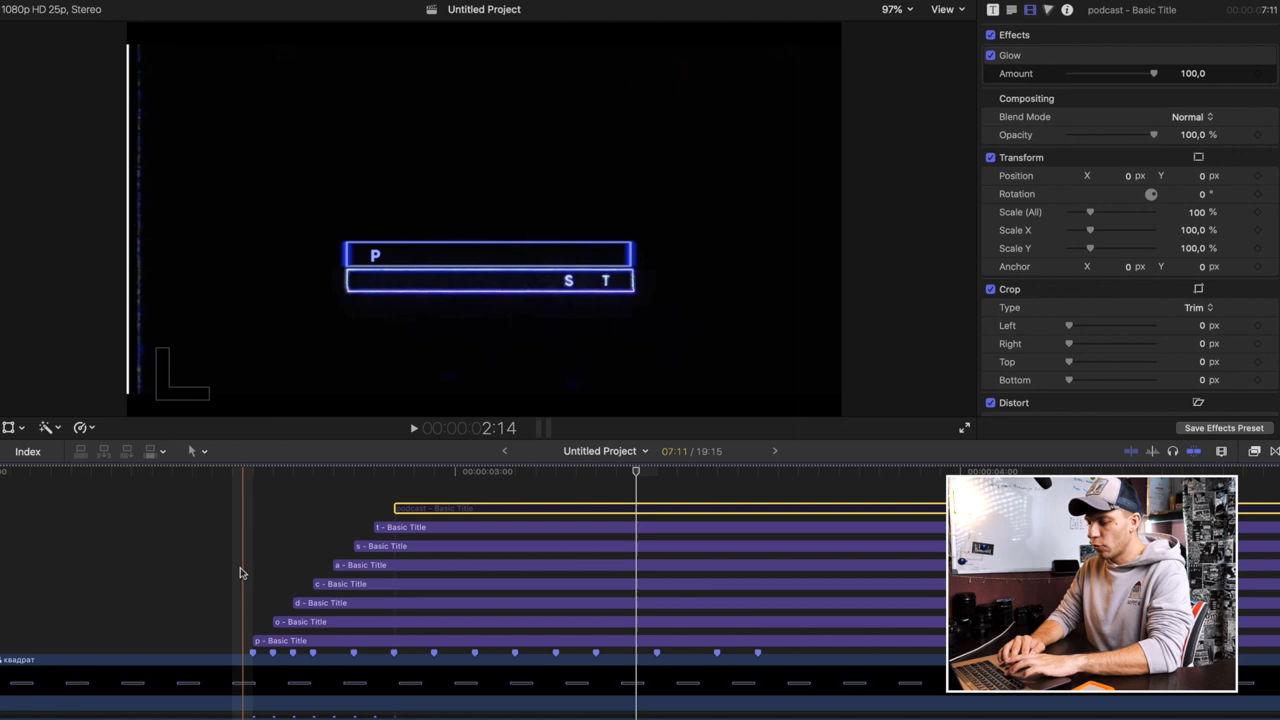 1080p HD 25p, Stereo
Untitled Project
97%
View
podcast - Basic Title
7:11
Effects
Glow
Amount 100,0
Compositing
Blend Mode Normal
Opacity 100,0 %
Transform
Position X 0 px Y 0 px
Rotation 0 °
Scale (All) 100 %
Scale X 100,0 %
Scale Y 100,0 %
Anchor X 0 px Y 0 px
Crop
Type Trim
Left 0 px
Right 0 px
Top 0 px
Bottom 0 px
Distort
P
S T
00:00:02:14
Save Effects Preset
Index
Untitled Project
07:11 / 19:15
00:00:03:00
00:00:04:00
podcast - Basic Title
t - Basic Title
s - Basic Title
a - Basic Title
c - Basic Title
d - Basic Title
o - Basic Title
p - Basic Title
квадрат